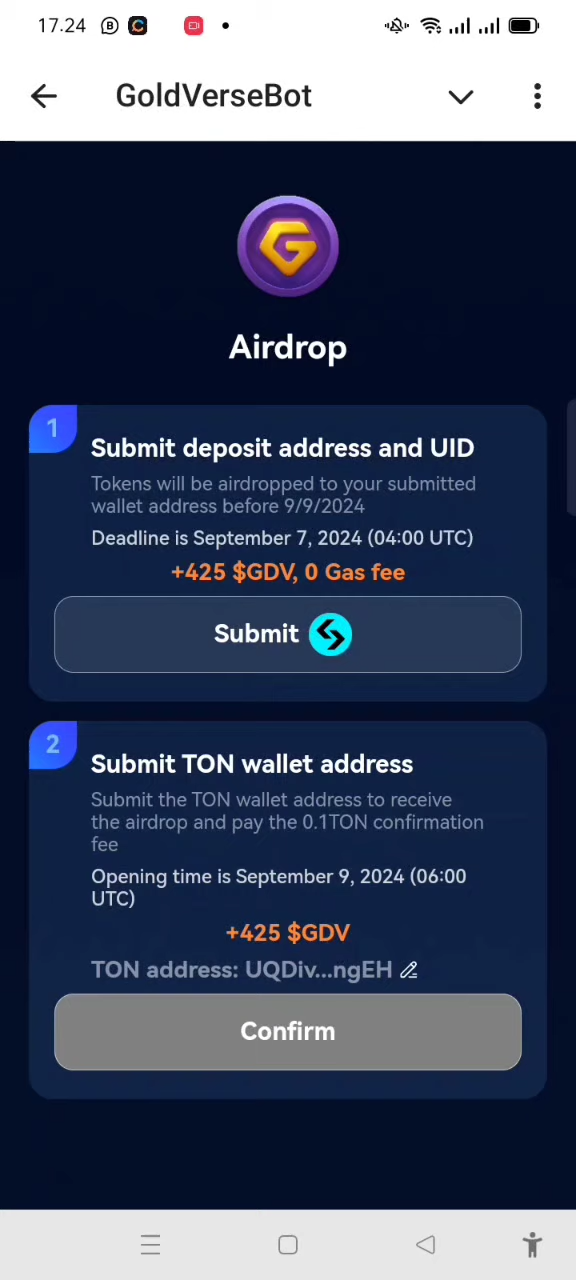 17.24
GoldVerseBot
Airdrop
1
Submit deposit address and UID
Tokens will be airdropped to your submitted
wallet address before 9/9/2024
Deadline is September 7, 2024 (04:00 UTC)
+425 $GDV, 0 Gas fee
Submit
2
Submit TON wallet address
Submit the TON wallet address to receive
the airdrop and pay the 0.1TON confirmation
fee
Opening time is September 9, 2024 (06:00
UTC)
+425 $GDV
TON address: UQDiv...ngEH
Confirm